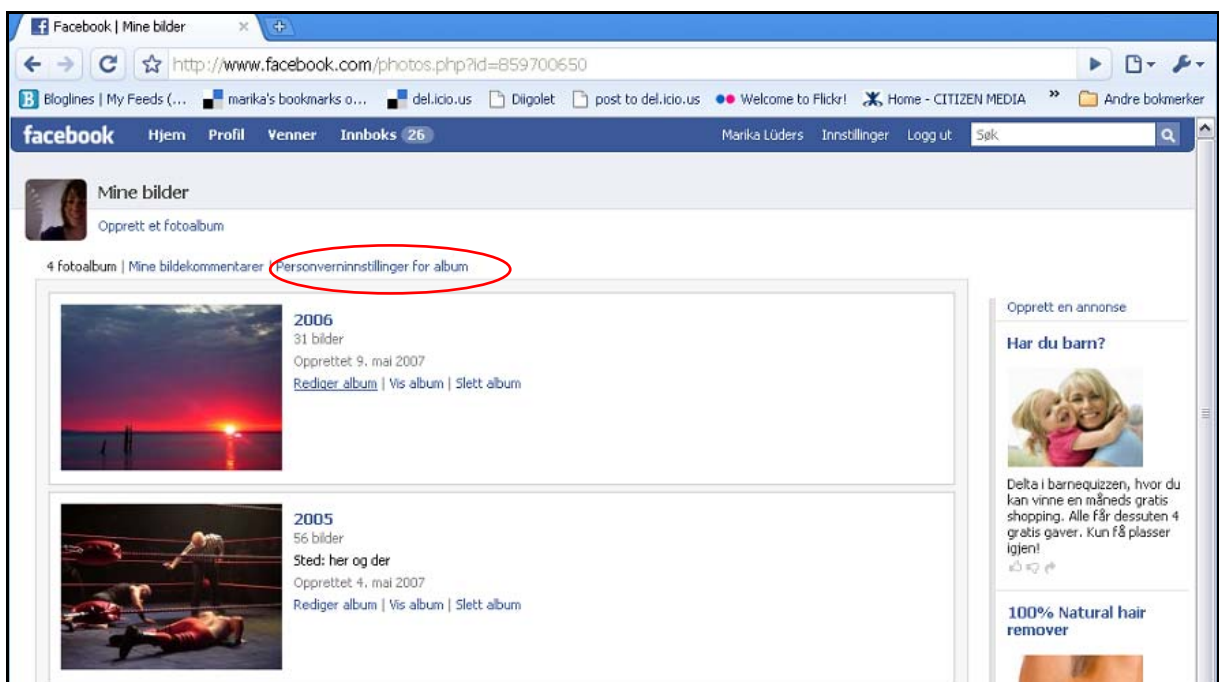 Facebook | Mine bilder
http://www.facebook.com/photos.php?id=859700650
Bloglines | My Feeds (... marika's bookmarks o... del.icio.us Diigolet post to del.icio.us Welcome to Flickr! Home - CITIZEN MEDIA » Andre bokmerker
facebook Hjem Profil Venner Innboks 26 Marika Lüders Innstillinger Logg ut Søk
Mine bilder
Opprett et fotoalbum
4 fotoalbum | Mine bildekommentarer | Personverninnstillinger for album
2006
31 bilder
Opprettet 9. mai 2007
Rediger album | Vis album | Slett album
2005
56 bilder
Sted: her og der
Opprettet 4. mai 2007
Rediger album | Vis album | Slett album
Opprett en annonse
Har du barn?
Delta i barnequizzen, hvor du
kan vinne en måneds gratis
shopping. Alle får dessuten 4
gratis gaver. Kun få plasser
igjen!
100% Natural hair
remover